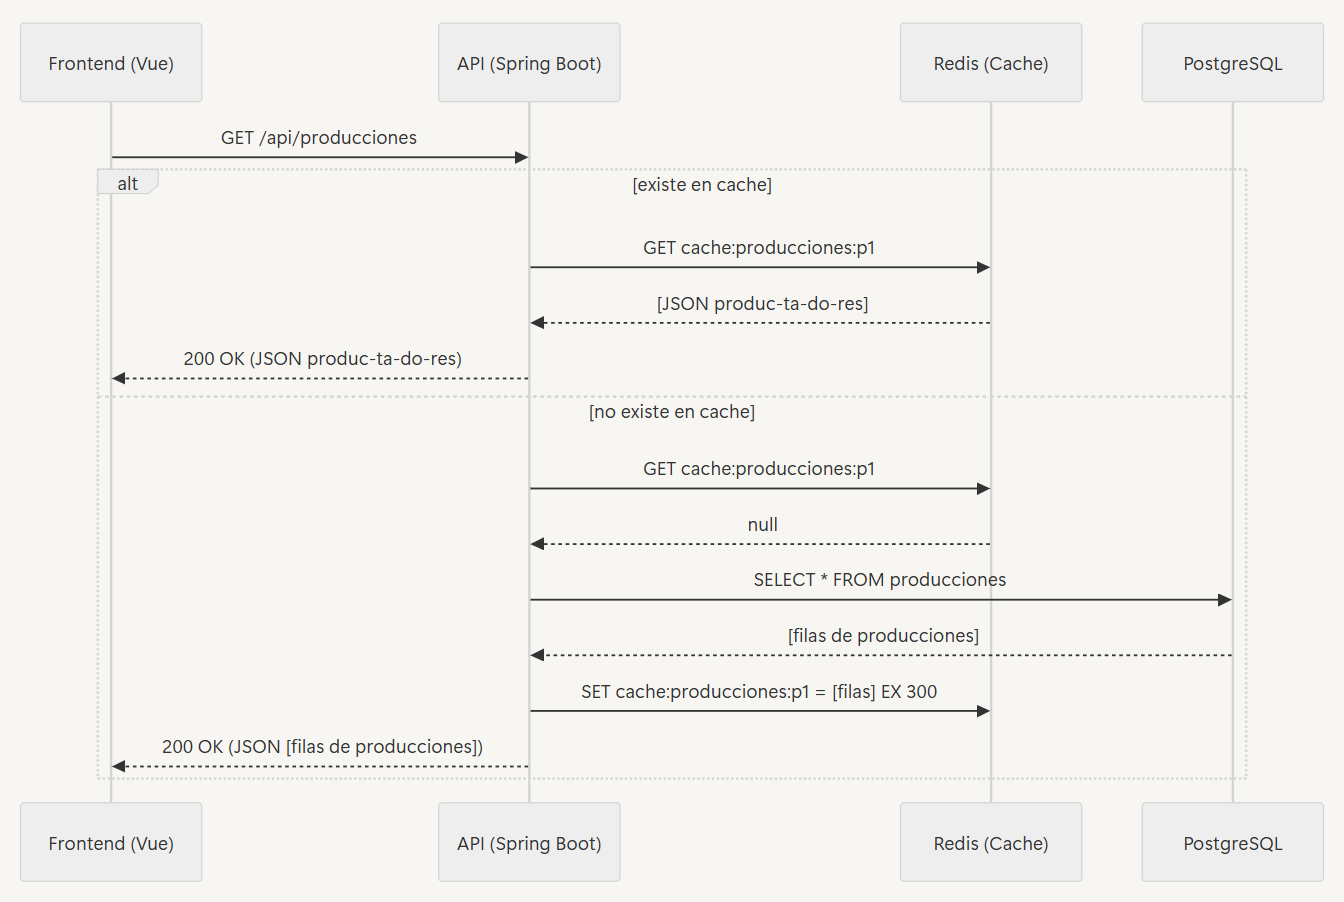 Frontend (Vue)
API (Spring Boot)
Redis (Cache)
PostgreSQL
GET /api/producciones
alt
[existe en cache]
GET cache:producciones:p1
[JSON produc-ta-do-res]
200 OK (JSON produc-ta-do-res)
[no existe en cache]
GET cache:producciones:p1
null
SELECT * FROM producciones
[filas de producciones]
SET cache:producciones:p1 = [filas] EX 300
200 OK (JSON [filas de producciones])
Frontend (Vue)
API (Spring Boot)
Redis (Cache)
PostgreSQL